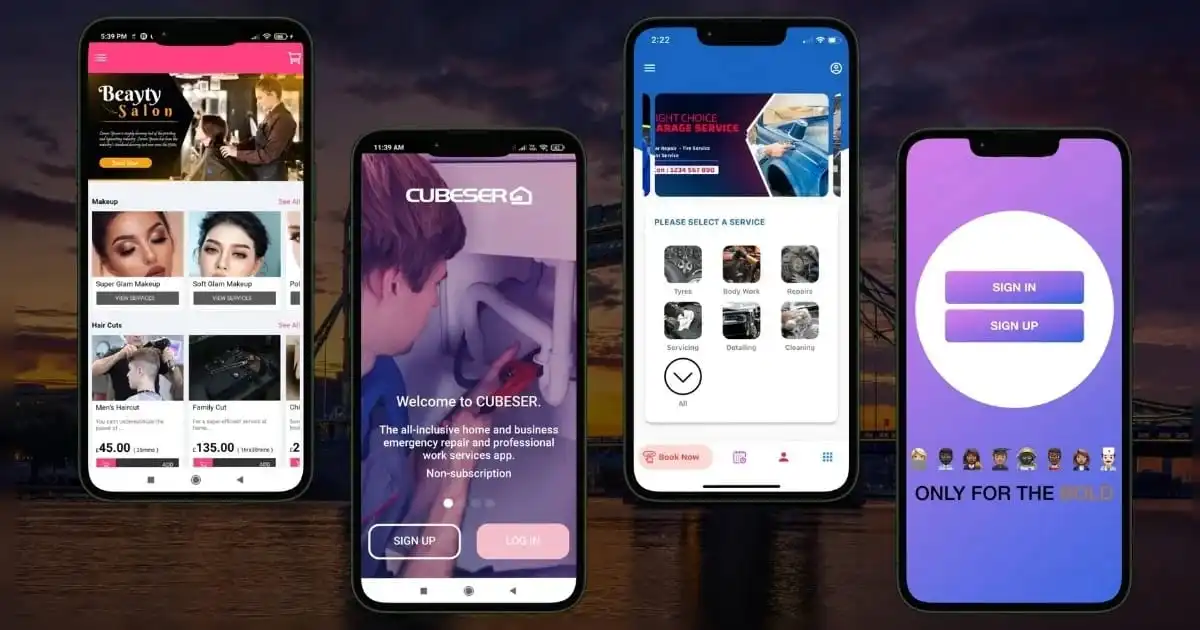 5:39 PM
Beayty
Salon
Book Now
Makeup
See All
Super Glam Makeup
Soft Glam Makeup
VIEW SERVICES
VIEW SERVICES
Hair Cuts
See All
Men's Haircut
Family Cut
You can't underestimate the
power of ...
For a super efficient service at
home...
£45.00 (35mins)
£135.00 (1hr30mins)
ADD
ADD
11:39 AM
CUBESER
Welcome to CUBESER.
The all-inclusive home and business
emergency repair and professional
work services app.
Non-subscription
SIGN UP
LOG IN
2:22
IGHT CHOICE
ARAGE SERVICE
ar Repair - Tire Service
Service
on : 1234 567 890
PLEASE SELECT A SERVICE
Tyres
Body Work
Repairs
Servicing
Detailing
Cleaning
All
Book Now
SIGN IN
SIGN UP
ONLY FOR THE BOLD